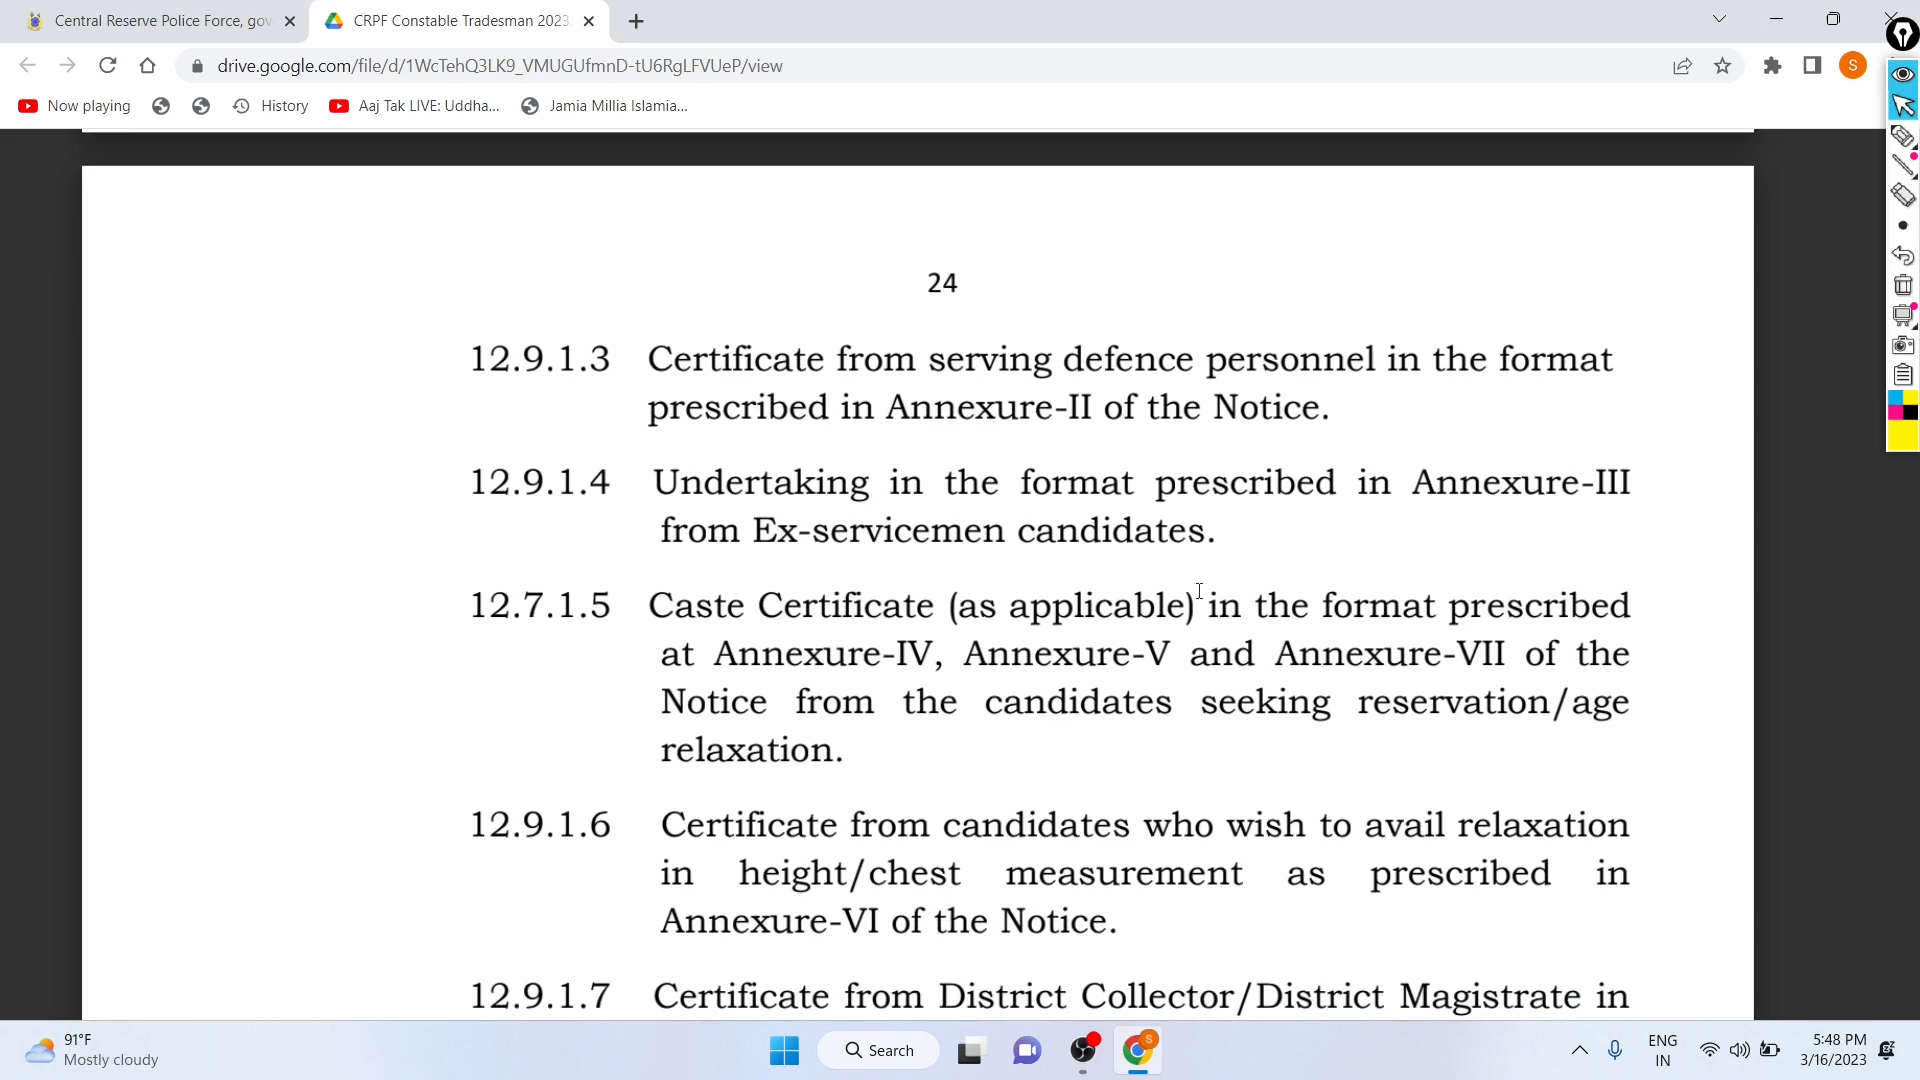 Central Reserve Police Force, gov
CRPF Constable Tradesman 2023
drive.google.com/file/d/1WcTehQ3LK9_VMUGUfmnD-tU6RgLFVUeP/view
S
Now playing
History
Aaj Tak LIVE: Uddha...
Jamia Millia Islamia...
24
12.9.1.3 Certificate from serving defence personnel in the format
prescribed in Annexure-II of the Notice.
12.9.1.4 Undertaking in the format prescribed in Annexure-III
from Ex-servicemen candidates.
12.7.1.5 Caste Certificate (as applicable) in the format prescribed
at Annexure-IV, Annexure-V and Annexure-VII of the
Notice from the candidates seeking reservation/age
relaxation.
12.9.1.6 Certificate from candidates who wish to avail relaxation
in height/chest measurement as prescribed in
Annexure-VI of the Notice.
12.9.1.7 Certificate from District Collector/District Magistrate in
91°F
Mostly cloudy
Search
S
ENG
IN
5:48 PM
3/16/2023